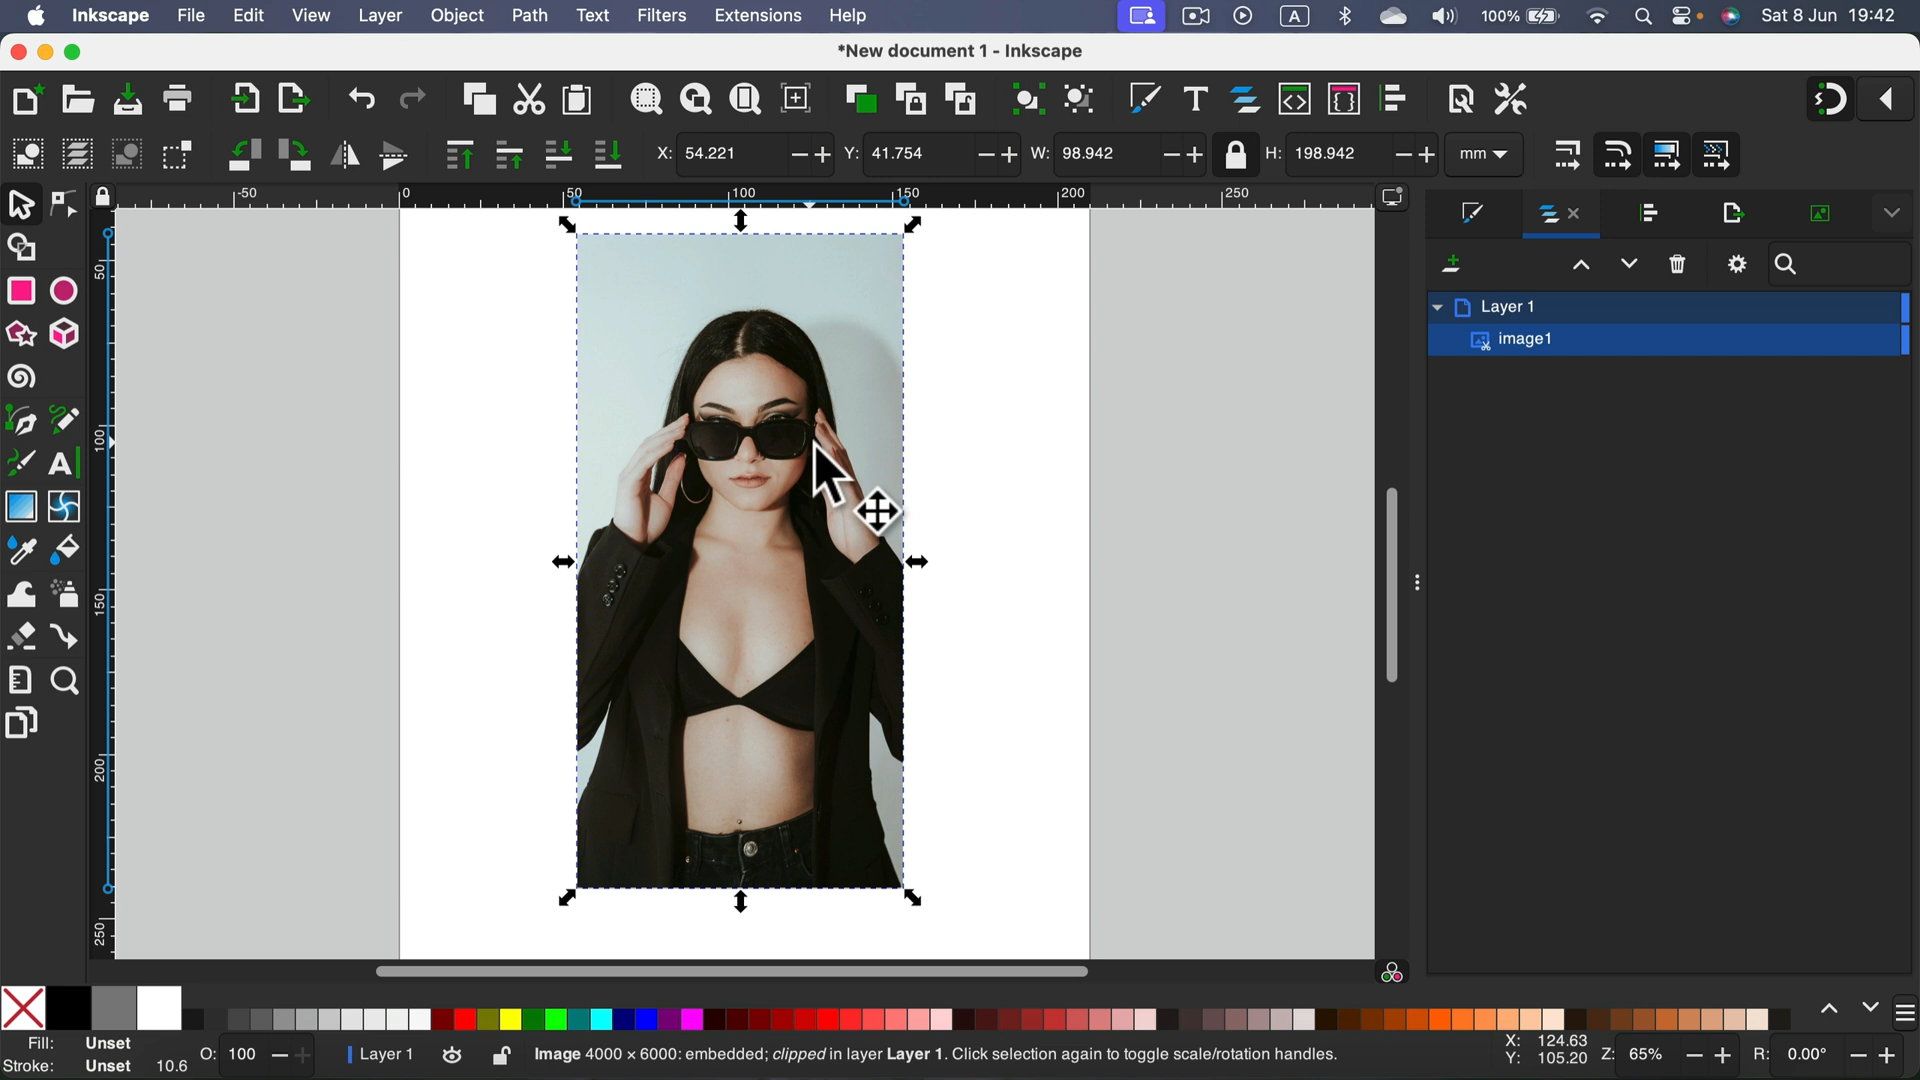 Inkscape File Edit View Layer Object Path Text Filters Extensions Help A 100% Sat 8 Jun 19:42
*New document 1 - Inkscape
X: 54.221 Y: 41.754 W: 98.942 H: 198.942 mm
-50 0 50 100 150 200 250
50 100 150 200 250
Layer 1
image1
Fill: Unset
Stroke: Unset 10.6
O: 100
Layer 1
Image 4000 × 6000: embedded; clipped in layer Layer 1. Click selection again to toggle scale/rotation handles.
X: 124.63
Y: 105.20
Z: 65%
R: 0.00°